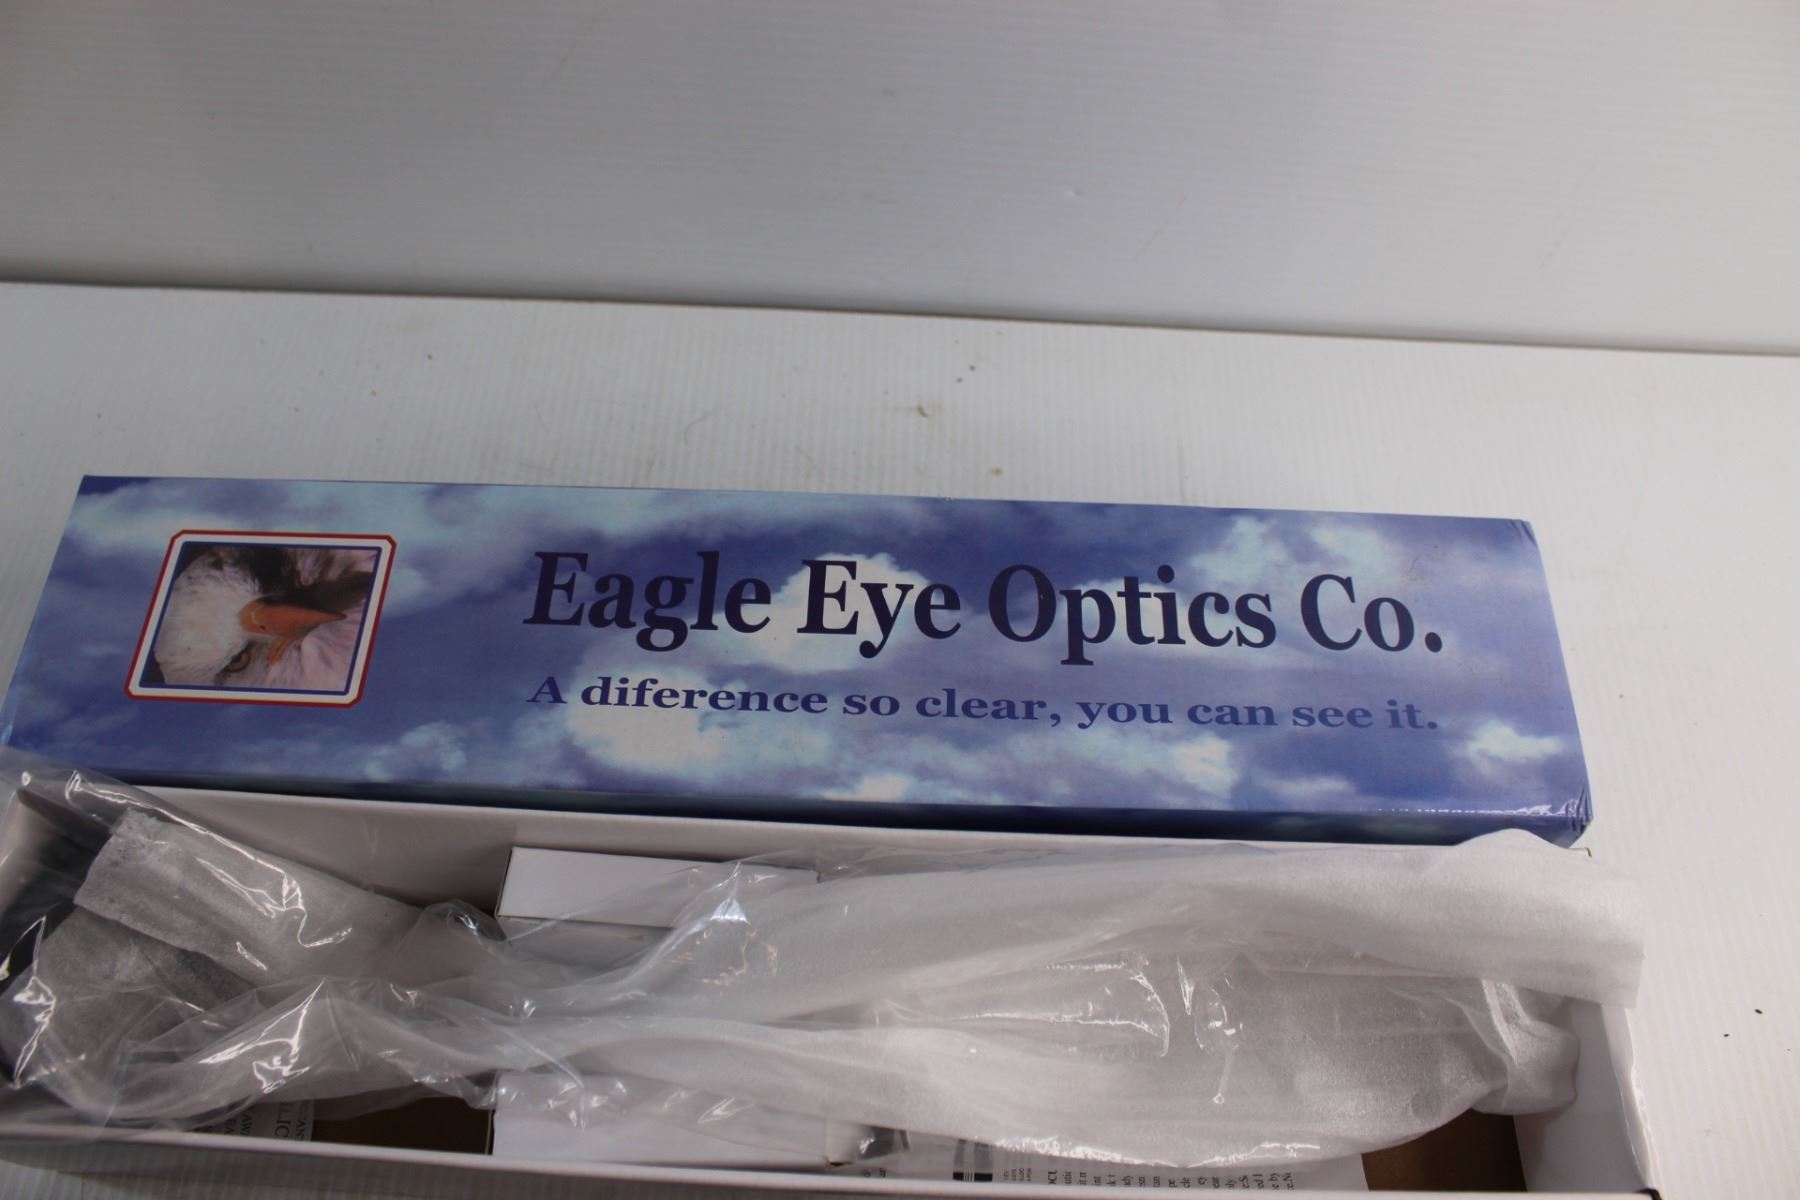 Eagle Eye Optics Co.
A diference so clear, you can see it.